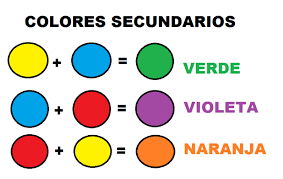 COLORES SECUNDARIOS
+ = VERDE
+ = VIOLETA
+ = NARANJA